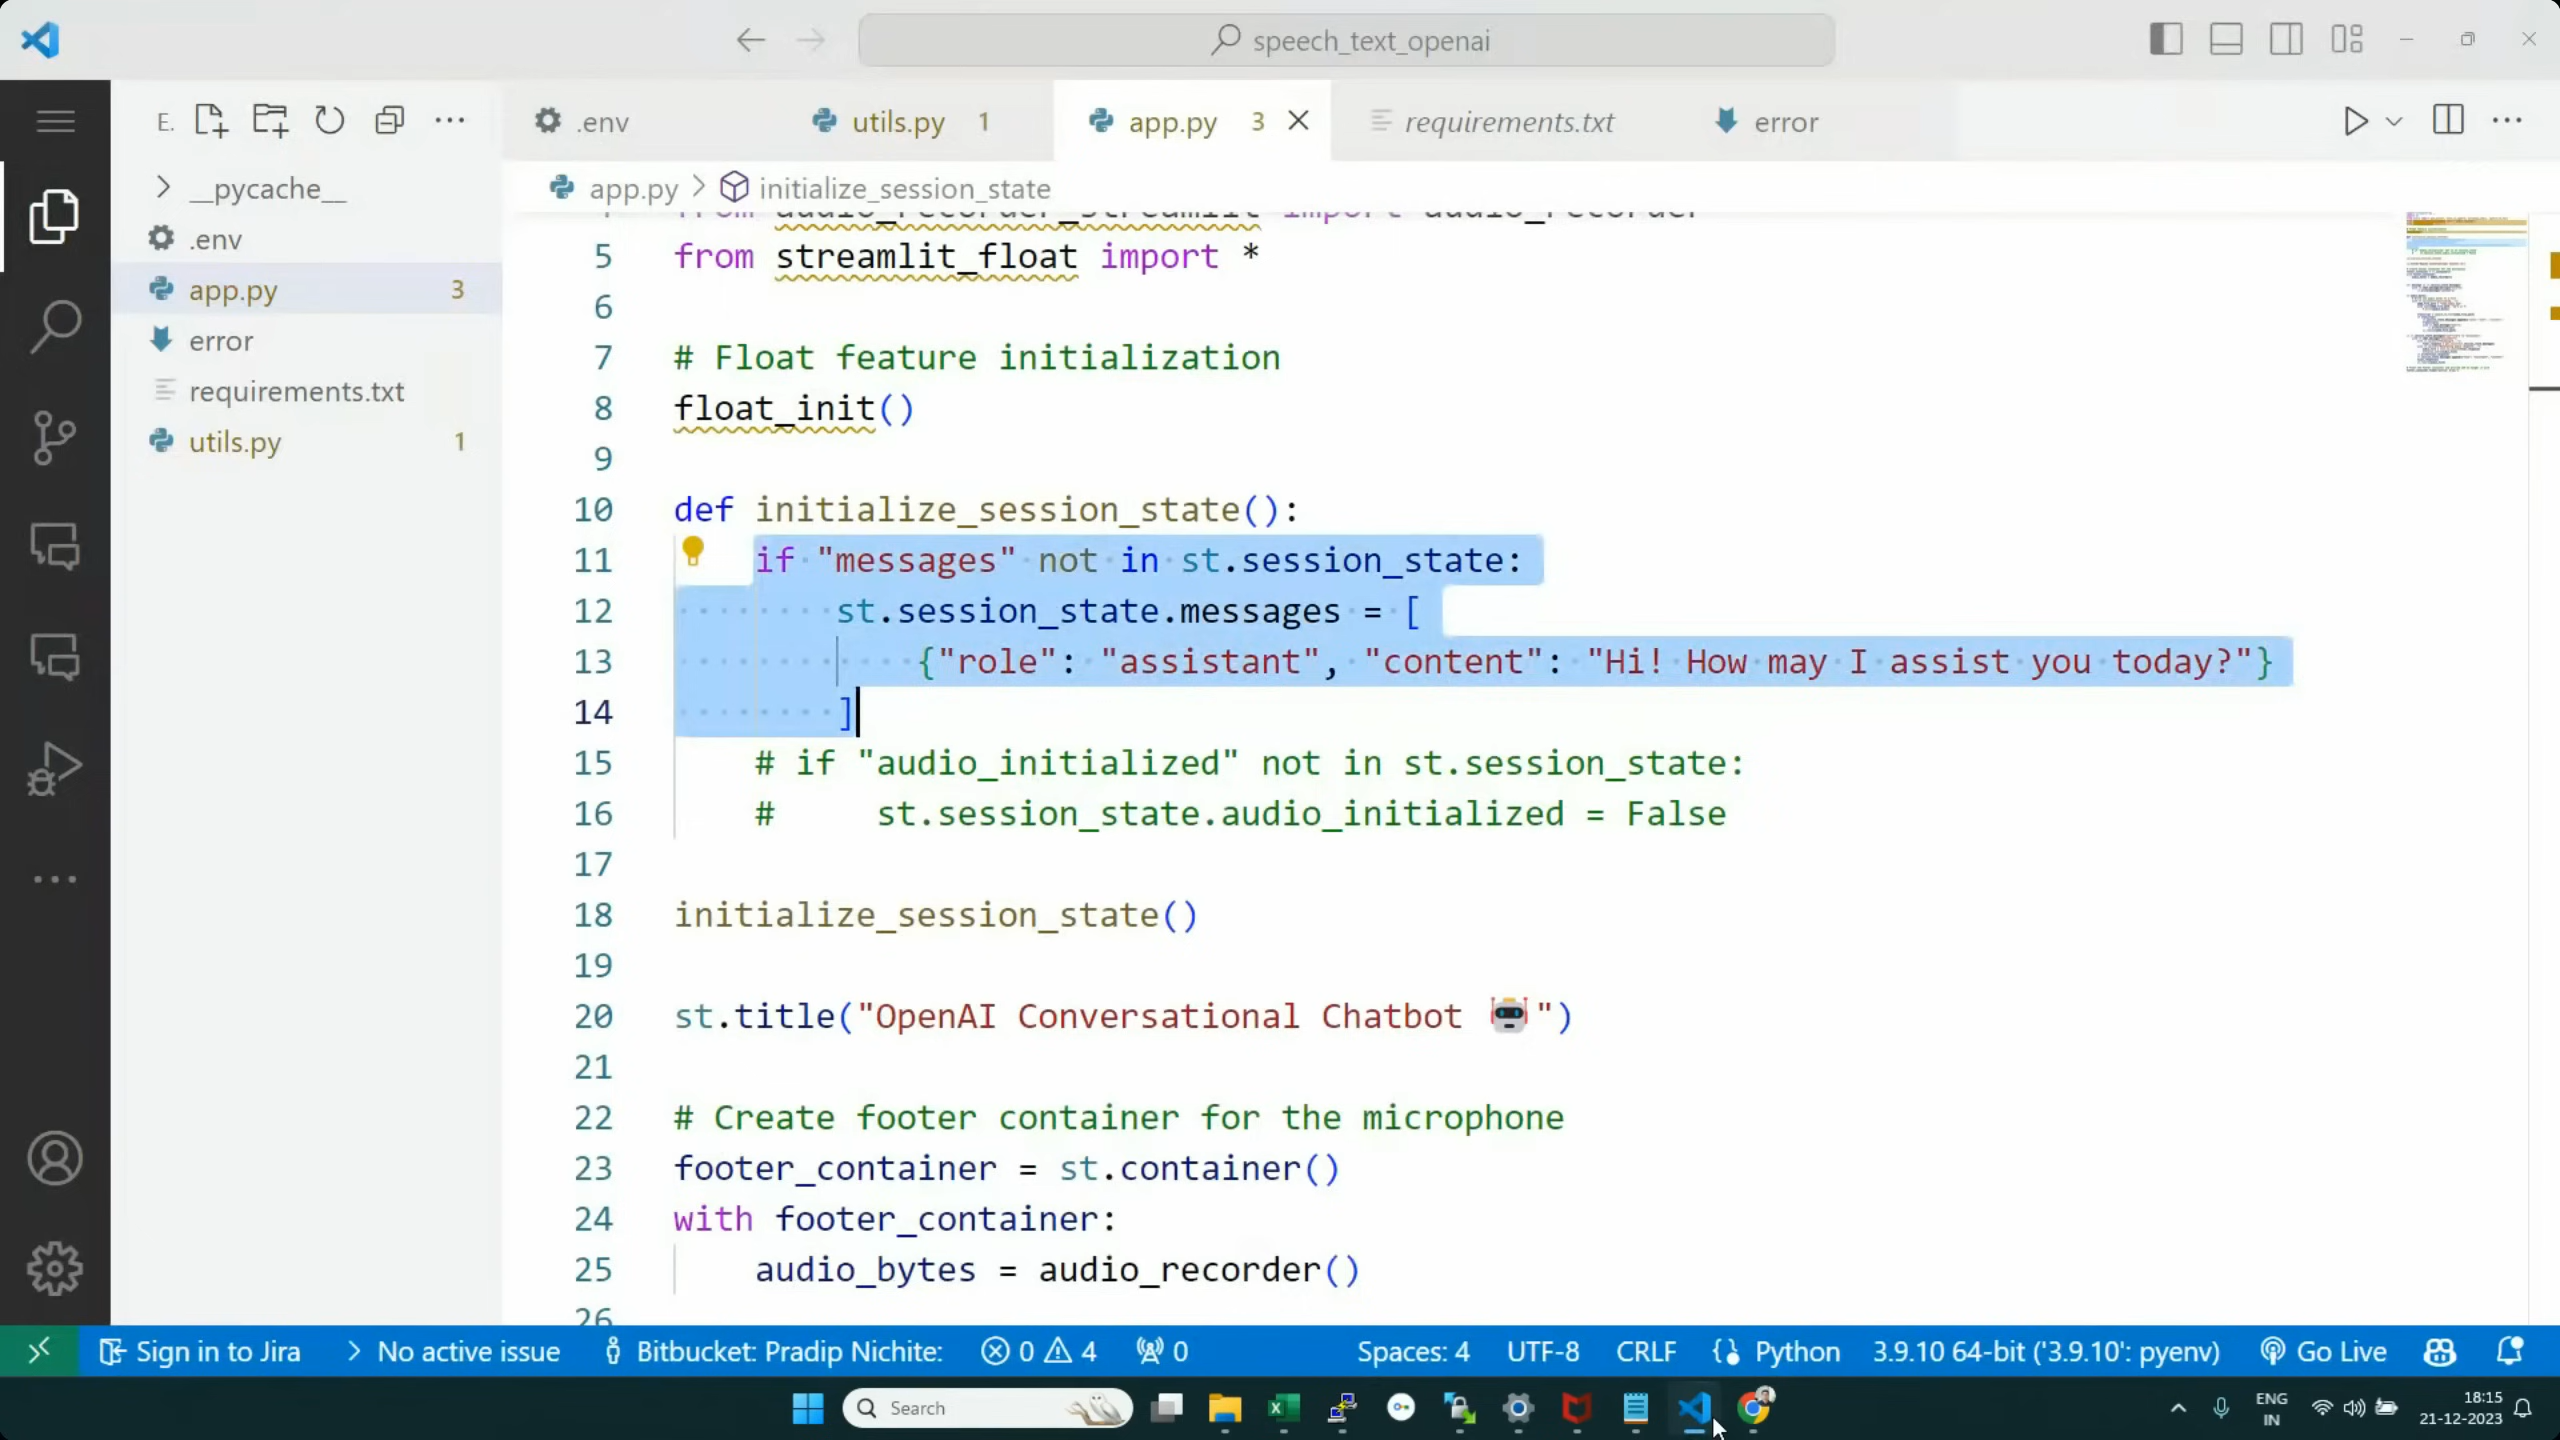 speech_text_openai
E.
.env
utils.py 1
app.py 3
requirements.txt
error
__pycache__
.env
app.py 3
error
requirements.txt
utils.py 1
app.py > initialize_session_state
from audio_recorder_streamlit import audio_recorder
5 from streamlit_float import *
6
7 # Float feature initialization
8 float_init()
9
10 def initialize_session_state():
11 if "messages" not in st.session_state:
12 st.session_state.messages = [
13 {"role": "assistant", "content": "Hi! How may I assist you today?"}
14 ]
15 # if "audio_initialized" not in st.session_state:
16 #     st.session_state.audio_initialized = False
17
18 initialize_session_state()
19
20 st.title("OpenAI Conversational Chatbot 🤖")
21
22 # Create footer container for the microphone
23 footer_container = st.container()
24 with footer_container:
25 audio_bytes = audio_recorder()
26
Sign in to Jira
No active issue
Bitbucket: Pradip Nichite:
0 4
0
Spaces: 4
UTF-8
CRLF
Python
3.9.10 64-bit ('3.9.10': pyenv)
Go Live
Search
ENG
IN
18:15
21-12-2023